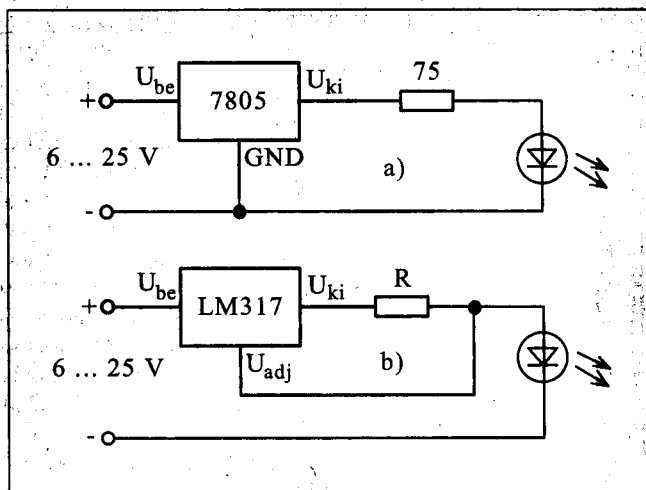 75
U_be 7805 U_ki
+
6 ... 25 V GND a)
-
U_be LM317 U_ki R
+
6 ... 25 V U_adj b)
-